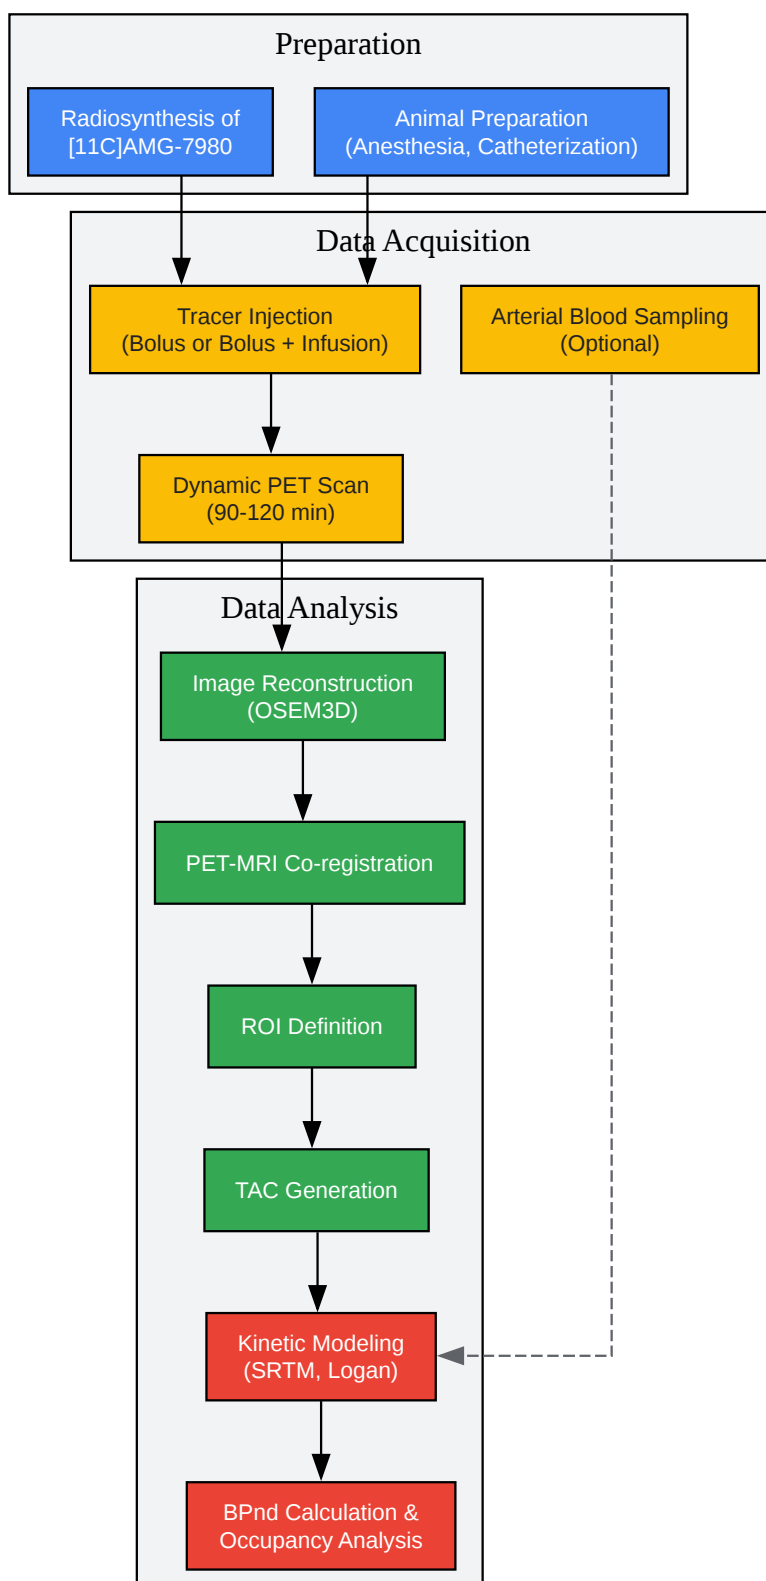 Preparation
Radiosynthesis of
[11C]AMG-7980
Animal Preparation
(Anesthesia, Catheterization)
Data Acquisition
Tracer Injection
(Bolus or Bolus + Infusion)
Arterial Blood Sampling
(Optional)
Dynamic PET Scan
(90-120 min)
Data Analysis
Image Reconstruction
(OSEM3D)
PET-MRI Co-registration
ROI Definition
TAC Generation
Kinetic Modeling
(SRTM, Logan)
BPnd Calculation &
Occupancy Analysis